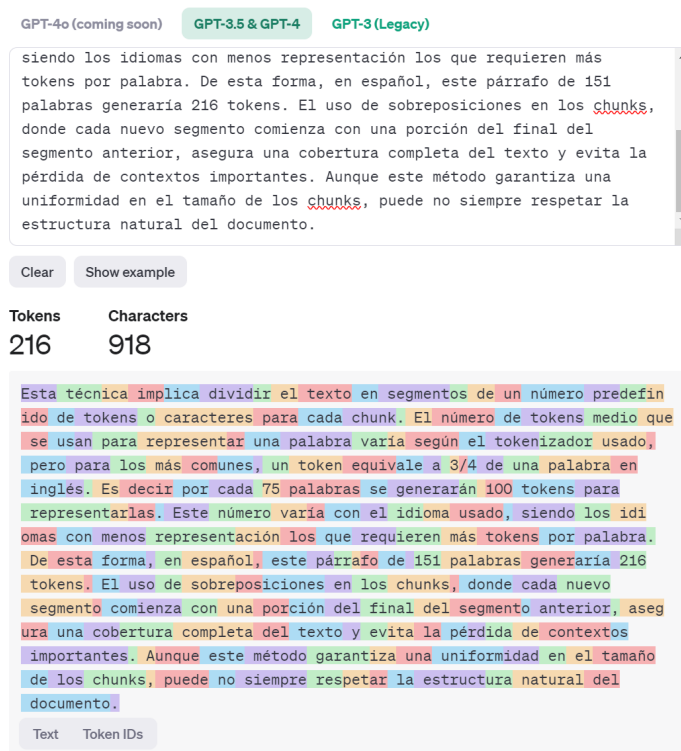 GPT-4o (coming soon) GPT-3.5 & GPT-4 GPT-3 (Legacy)
siendo los idiomas con menos representación los que requieren más
tokens por palabra. De esta forma, en español, este párrafo de 151
palabras generaría 216 tokens. El uso de sobreposiciones en los chunks,
donde cada nuevo segmento comienza con una porción del final del
segmento anterior, asegura una cobertura completa del texto y evita la
pérdida de contextos importantes. Aunque este método garantiza una
uniformidad en el tamaño de los chunks, puede no siempre respetar la
estructura natural del documento.
Clear Show example
Tokens Characters
216 918
Esta técnica implica dividir el texto en segmentos de un número predefin
ido de tokens o caracteres para cada chunk. El número de tokens medio que
se usan para representar una palabra varía según el tokenizador usado,
pero para los más comunes, un token equivale a 3/4 de una palabra en
inglés. Es decir por cada 75 palabras se generarán 100 tokens para
representarlas. Este número varía con el idioma usado, siendo los idi
omas con menos representación los que requieren más tokens por palabra.
De esta forma, en español, este párrafo de 151 palabras generaría 216
tokens. El uso de sobreposiciones en los chunks, donde cada nuevo
segmento comienza con una porción del final del segmento anterior, aseg
ura una cobertura completa del texto y evita la pérdida de contextos
importantes. Aunque este método garantiza una uniformidad en el tamaño
de los chunks, puede no siempre respetar la estructura natural del
documento.
Text Token IDs